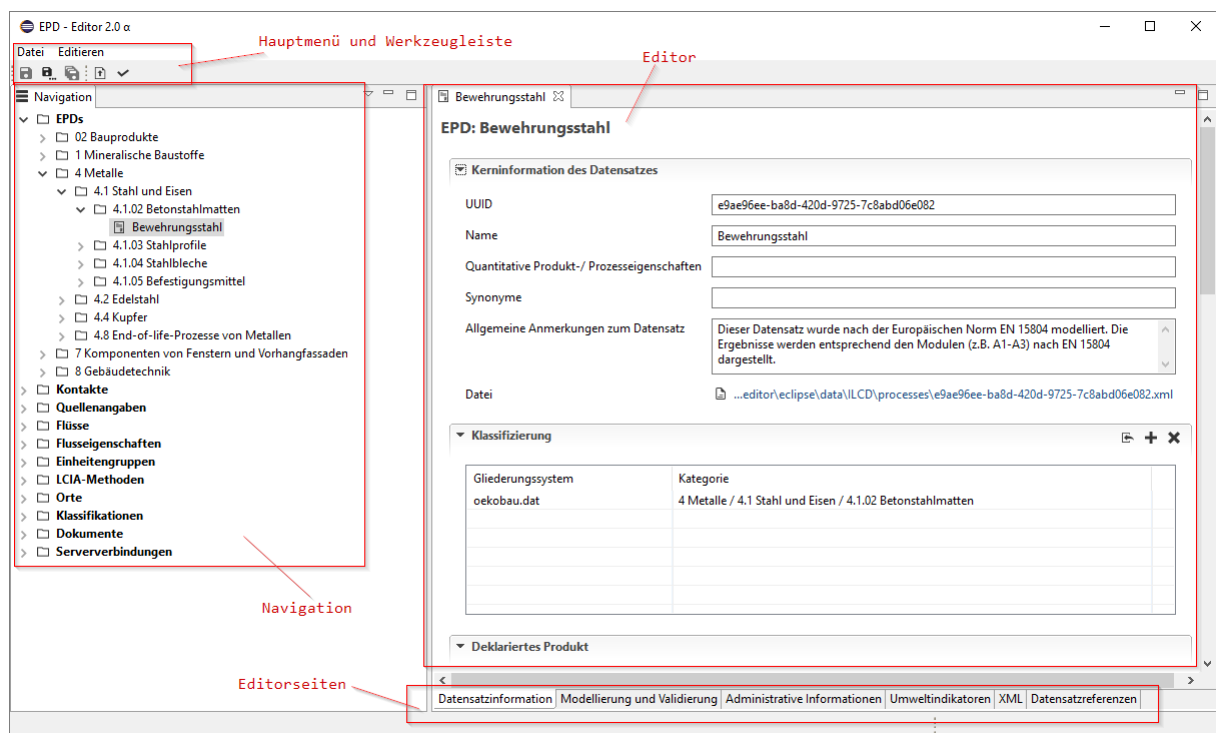 EPD - Editor 2.0 α
Datei Editieren
Hauptmenü und Werkzeugleiste
Editor
Navigation
EPDs
02 Bauprodukte
1 Mineralische Baustoffe
4 Metalle
4.1 Stahl und Eisen
4.1.02 Betonstahlmatten
Bewehrungsstahl
4.1.03 Stahlprofile
4.1.04 Stahlbleche
4.1.05 Befestigungsmittel
4.2 Edelstahl
4.4 Kupfer
4.8 End-of-life-Prozesse von Metallen
7 Komponenten von Fenstern und Vorhangfassaden
8 Gebäudetechnik
Kontakte
Quellenangaben
Flüsse
Flusseigenschaften
Einheitengruppen
LCIA-Methoden
Orte
Klassifikationen
Dokumente
Serververbindungen
Navigation
Editorseiten
Bewehrungsstahl
EPD: Bewehrungsstahl
Kerninformation des Datensatzes
UUID e9ae96ee-ba8d-420d-9725-7c8abd06e082
Name Bewehrungsstahl
Quantitative Produkt-/ Prozesseigenschaften
Synonyme
Allgemeine Anmerkungen zum Datensatz Dieser Datensatz wurde nach der Europäischen Norm EN 15804 modelliert. Die
Ergebnisse werden entsprechend den Modulen (z.B. A1-A3) nach EN 15804
dargestellt.
Datei ...editor\eclipse\data\ILCD\processes\e9ae96ee-ba8d-420d-9725-7c8abd06e082.xml
Klassifizierung
Gliederungssystem Kategorie
oekobau.dat 4 Metalle / 4.1 Stahl und Eisen / 4.1.02 Betonstahlmatten
Deklariertes Produkt
Datensatzinformation Modellierung und Validierung Administrative Informationen Umweltindikatoren XML Datensatzreferenzen